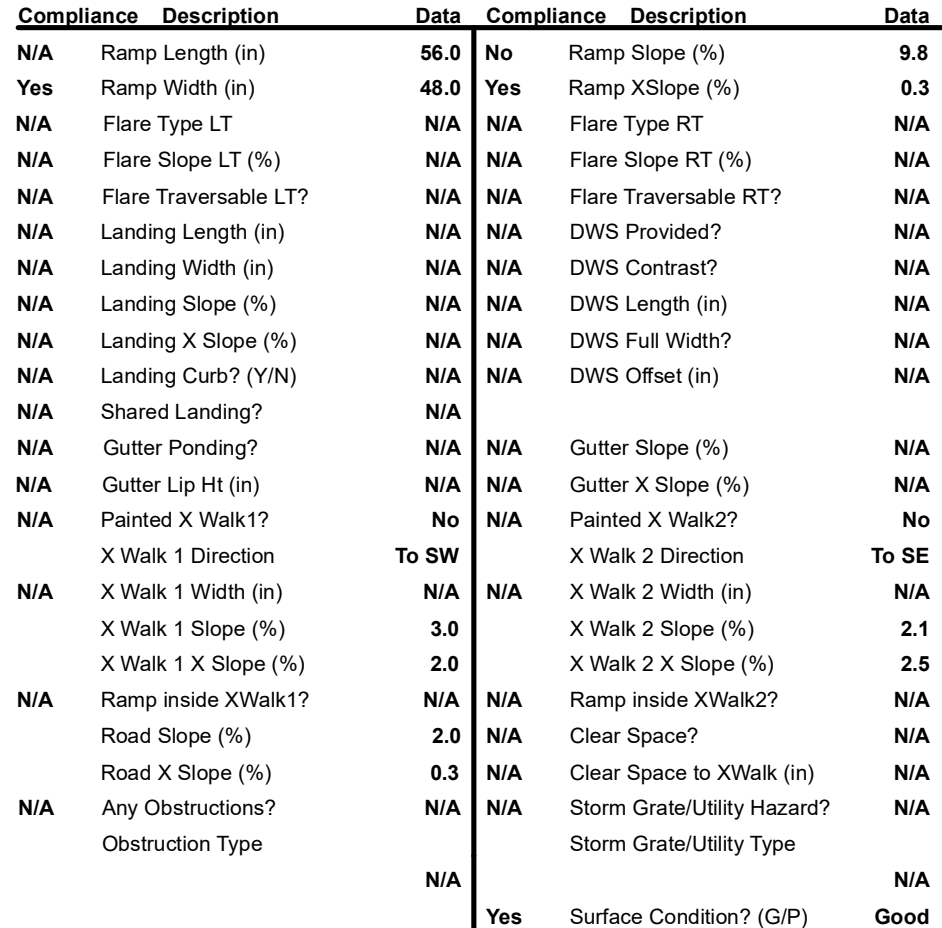 Compliance Description Data Compliance Description Data
N/A Ramp Length (in) 56.0 No Ramp Slope (%) 9.8
Yes Ramp Width (in) 48.0 Yes Ramp XSlope (%) 0.3
N/A Flare Type LT N/A N/A Flare Type RT N/A
N/A Flare Slope LT (%) N/A N/A Flare Slope RT (%) N/A
N/A Flare Traversable LT? N/A N/A Flare Traversable RT? N/A
N/A Landing Length (in) N/A N/A DWS Provided? N/A
N/A Landing Width (in) N/A N/A DWS Contrast? N/A
N/A Landing Slope (%) N/A N/A DWS Length (in) N/A
N/A Landing X Slope (%) N/A N/A DWS Full Width? N/A
N/A Landing Curb? (Y/N) N/A N/A DWS Offset (in) N/A
N/A Shared Landing? N/A
N/A Gutter Ponding? N/A N/A Gutter Slope (%) N/A
N/A Gutter Lip Ht (in) N/A N/A Gutter X Slope (%) N/A
N/A Painted X Walk1? No N/A Painted X Walk2? No
X Walk 1 Direction To SW X Walk 2 Direction To SE
N/A X Walk 1 Width (in) N/A N/A X Walk 2 Width (in) N/A
X Walk 1 Slope (%) 3.0 X Walk 2 Slope (%) 2.1
X Walk 1 X Slope (%) 2.0 X Walk 2 X Slope (%) 2.5
N/A Ramp inside XWalk1? N/A N/A Ramp inside XWalk2? N/A
Road Slope (%) 2.0 N/A Clear Space? N/A
Road X Slope (%) 0.3 N/A Clear Space to XWalk (in) N/A
N/A Any Obstructions? N/A N/A Storm Grate/Utility Hazard? N/A
Obstruction Type Storm Grate/Utility Type
N/A N/A
Yes Surface Condition? (G/P) Good